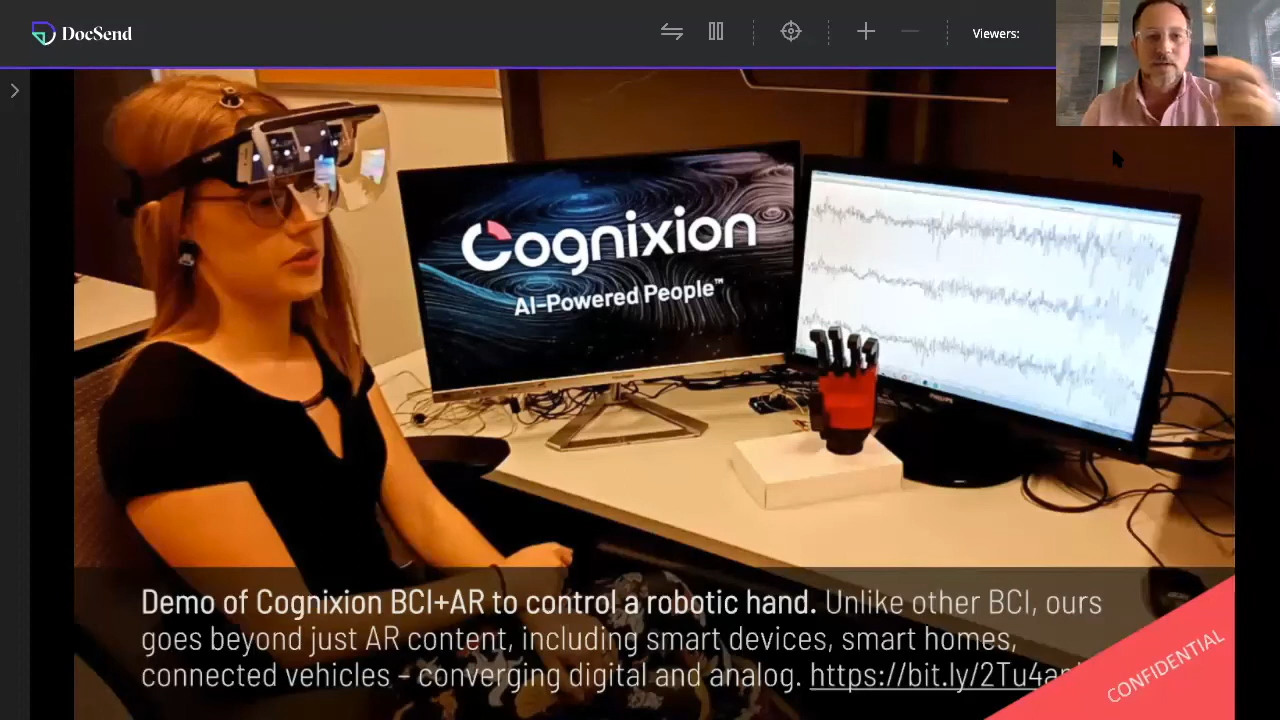 DocSend
Viewers:
Cognixion
AI-Powered People™
PHILIPS
Demo of Cognixion BCI+AR to control a robotic hand. Unlike other BCI, ours
goes beyond just AR content, including smart devices, smart homes,
connected vehicles – converging digital and analog.
CONFIDENTIAL